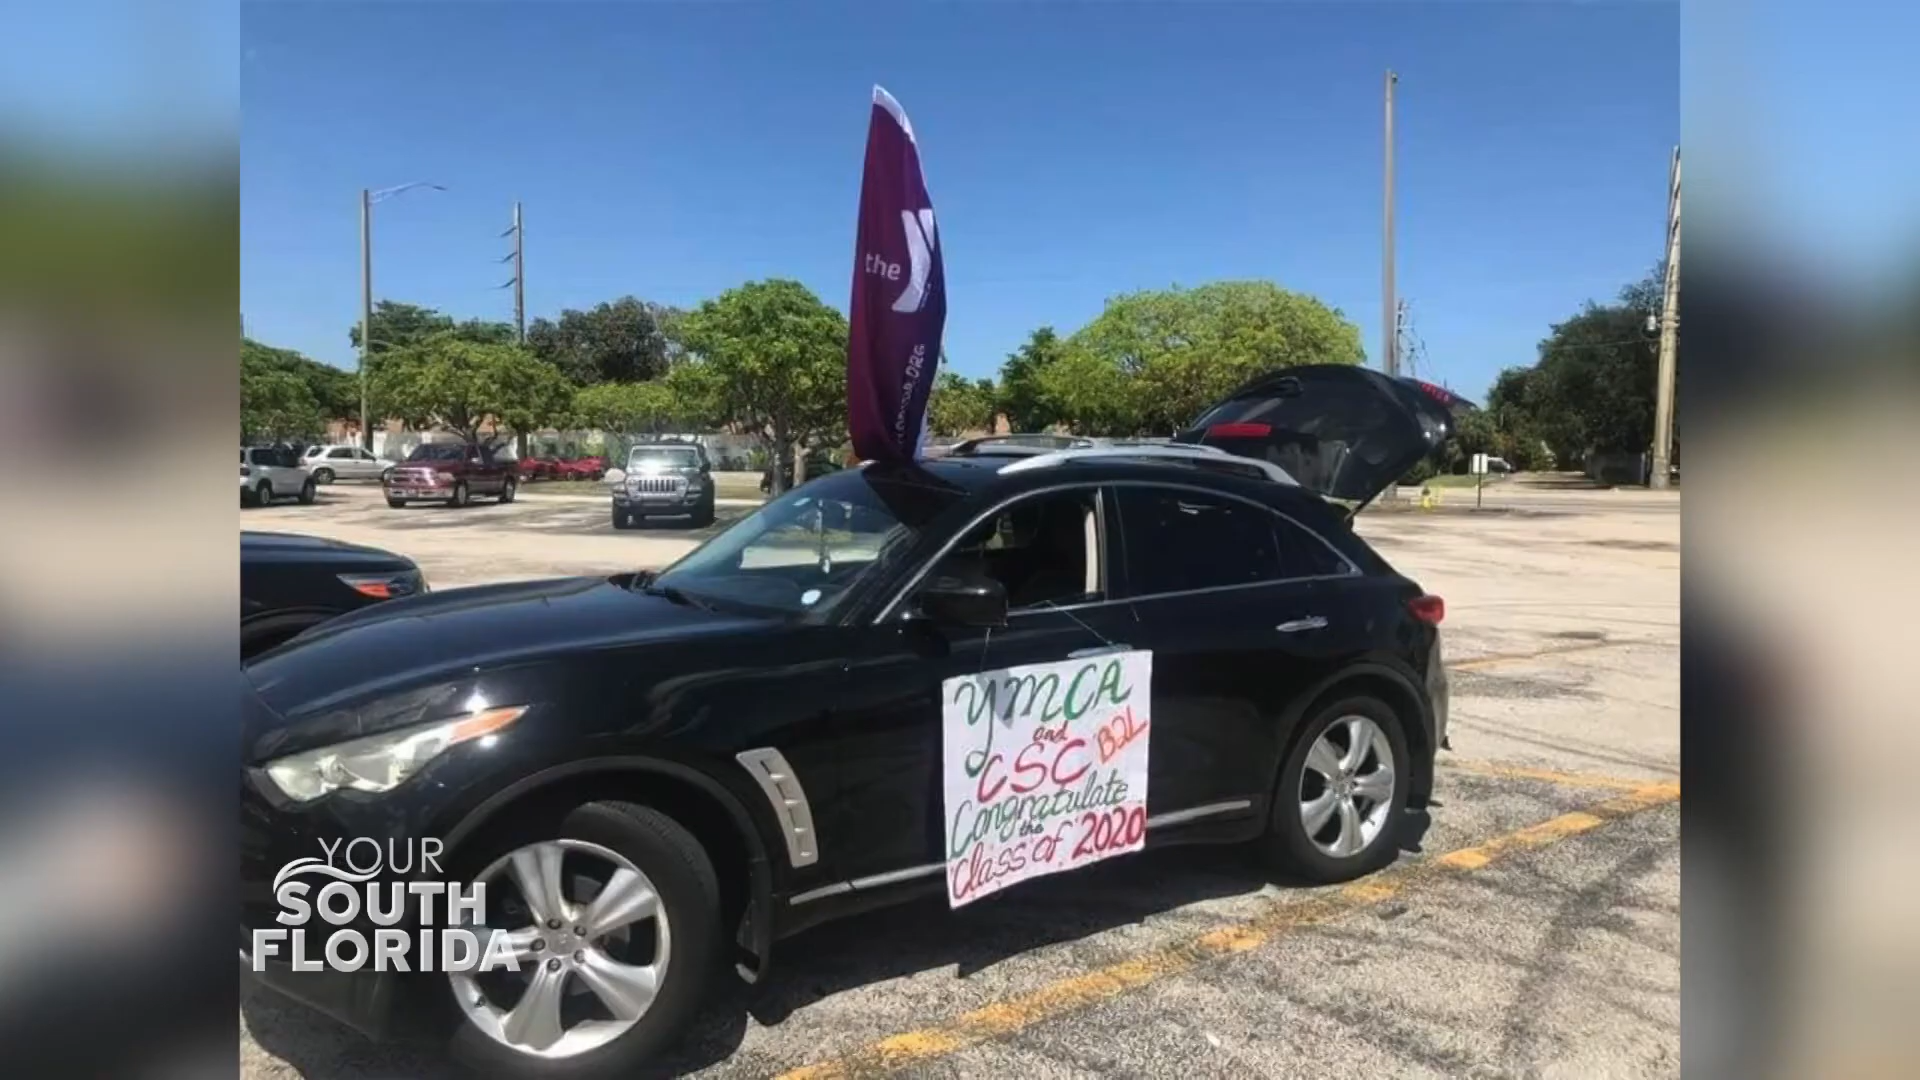 the Y
YMCA
and
CSC B2L
Congratulate
the
Class of 2020
YOUR
SOUTH
FLORIDA